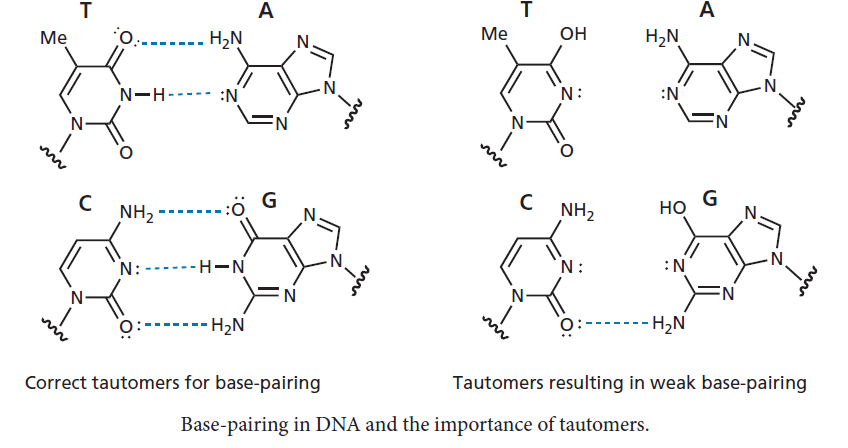 T A T A
Me O H₂N N Me OH H₂N N
N H :N N N: :N N
N N N N
O O
C NH₂ :O G N C NH₂ HO G N
N: H N N N: :N N
N N N N
O: H₂N O: H₂N
Correct tautomers for base-pairing Tautomers resulting in weak base-pairing
Base-pairing in DNA and the importance of tautomers.